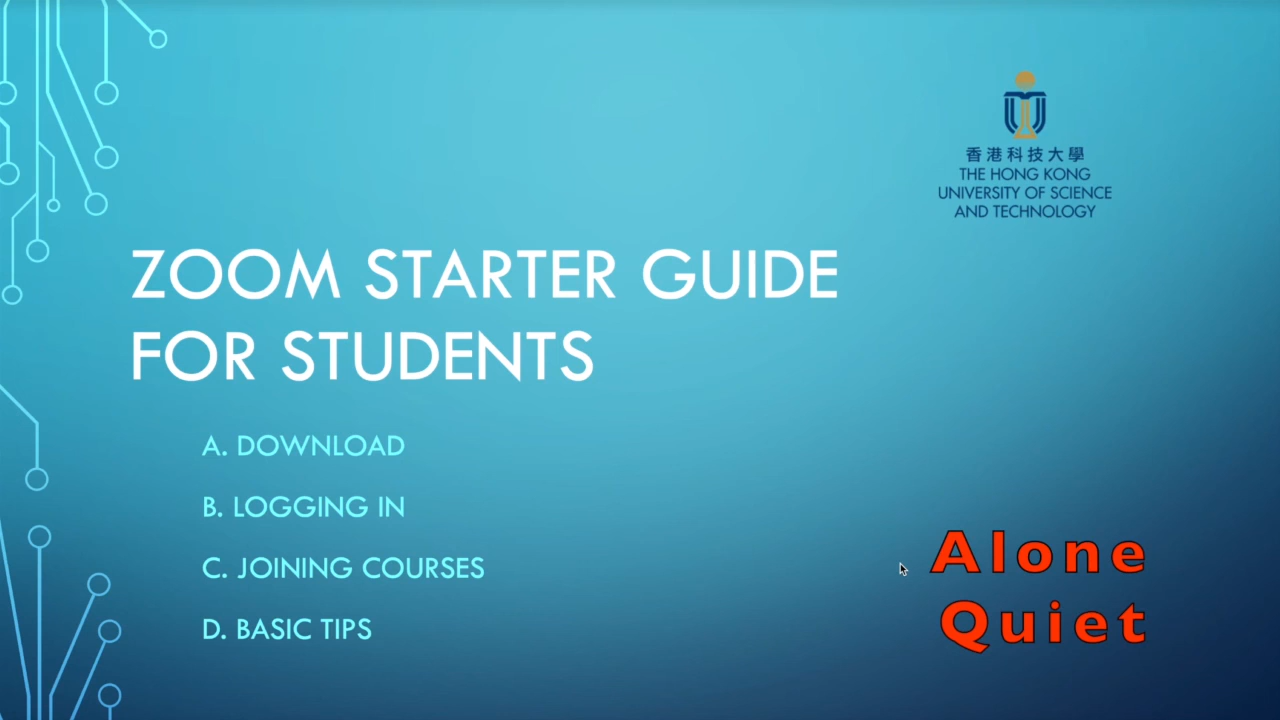 香港科技大學
THE HONG KONG
UNIVERSITY OF SCIENCE
AND TECHNOLOGY
ZOOM STARTER GUIDE
FOR STUDENTS
A. DOWNLOAD
B. LOGGING IN
C. JOINING COURSES
D. BASIC TIPS
Alone
Quiet